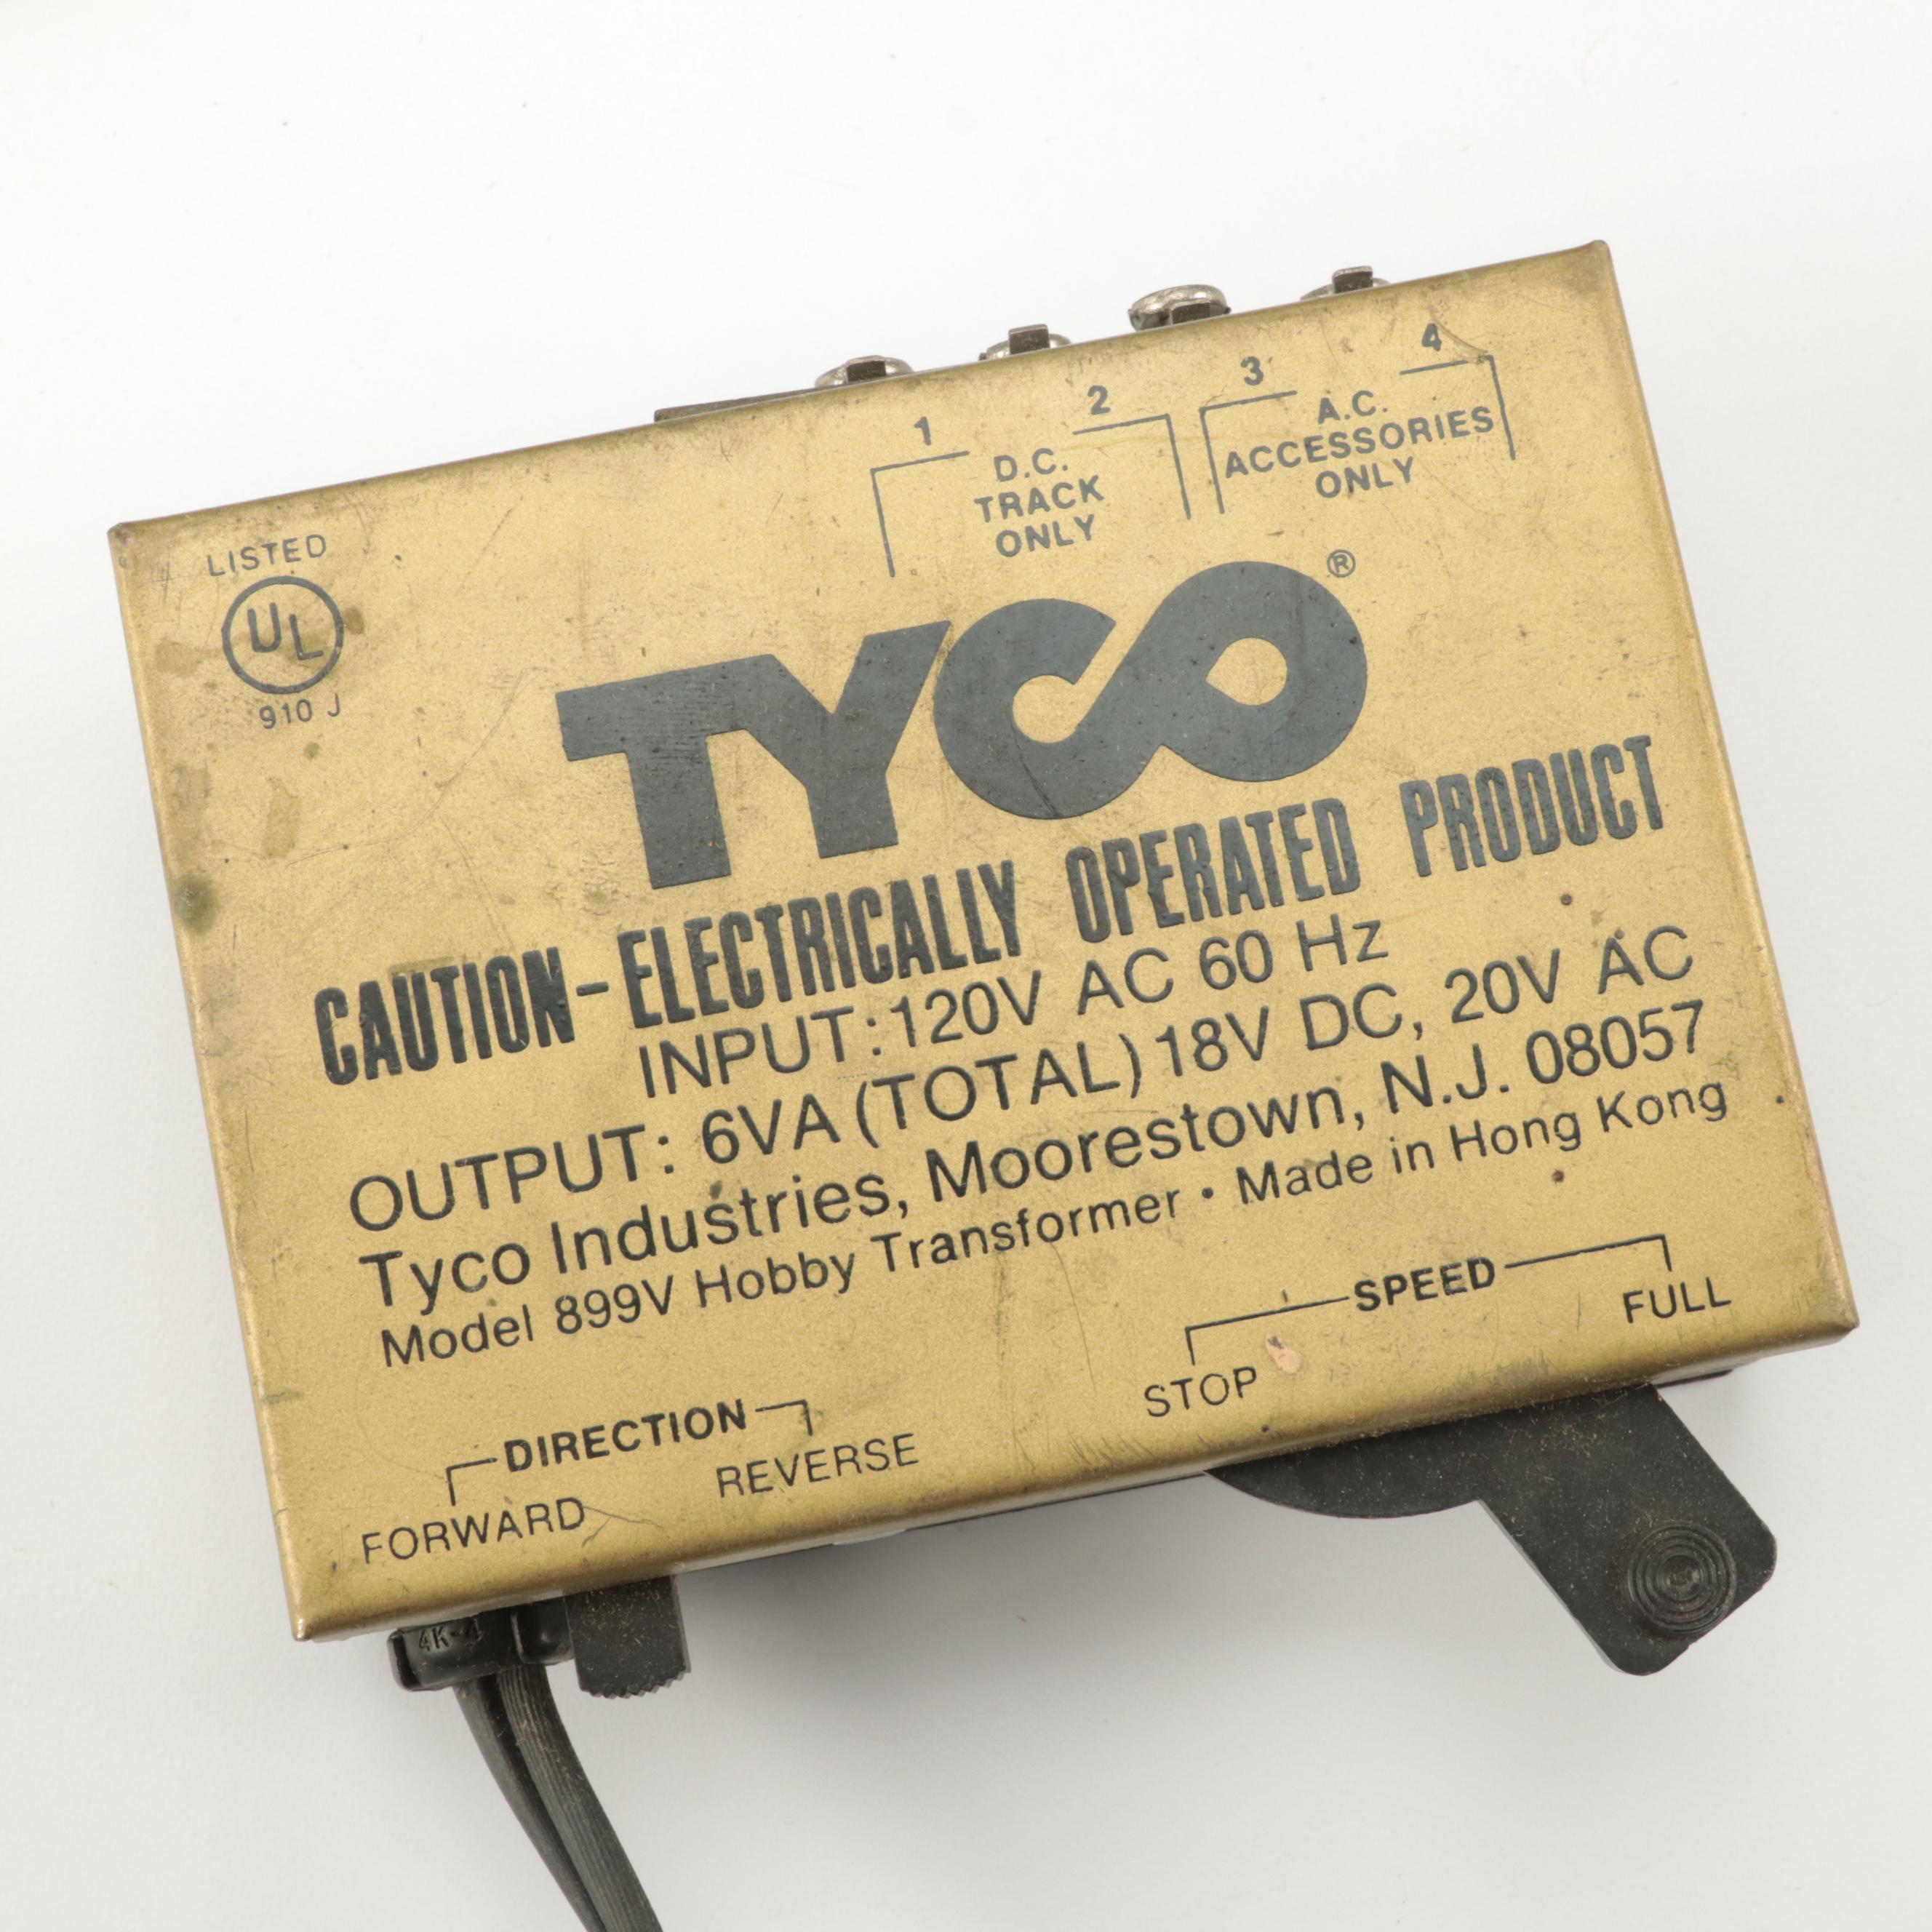 1 2 3 4
D.C.
TRACK
ONLY
A.C.
ACCESSORIES
ONLY
LISTED
UL
910 J
TYCO®
CAUTION-ELECTRICALLY OPERATED PRODUCT
INPUT: 120V AC 60 Hz
OUTPUT: 6VA (TOTAL) 18V DC, 20V AC
Tyco Industries, Moorestown, N.J. 08057
Model 899V Hobby Transformer • Made in Hong Kong
DIRECTION
FORWARD REVERSE
SPEED
STOP FULL
4K-4